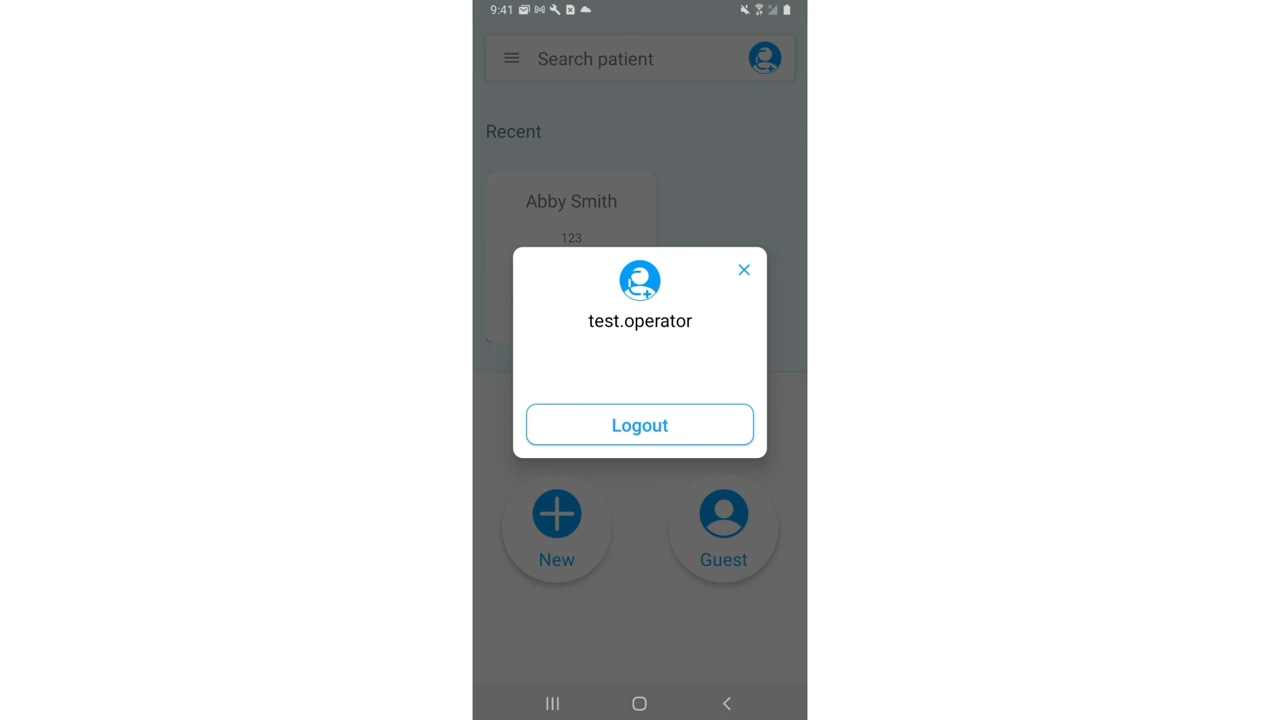 9:41
Search patient
Recent
Abby Smith
123
test.operator
Logout
New
Guest